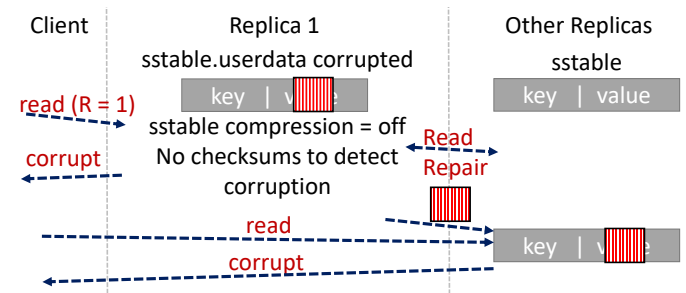 Client
Replica 1
Other Replicas
sstable.userdata corrupted
sstable
key | v e
key | value
read (R = 1)
sstable compression = off
Read
No checksums to detect
Repair
corrupt
corruption
read
key | v e
corrupt